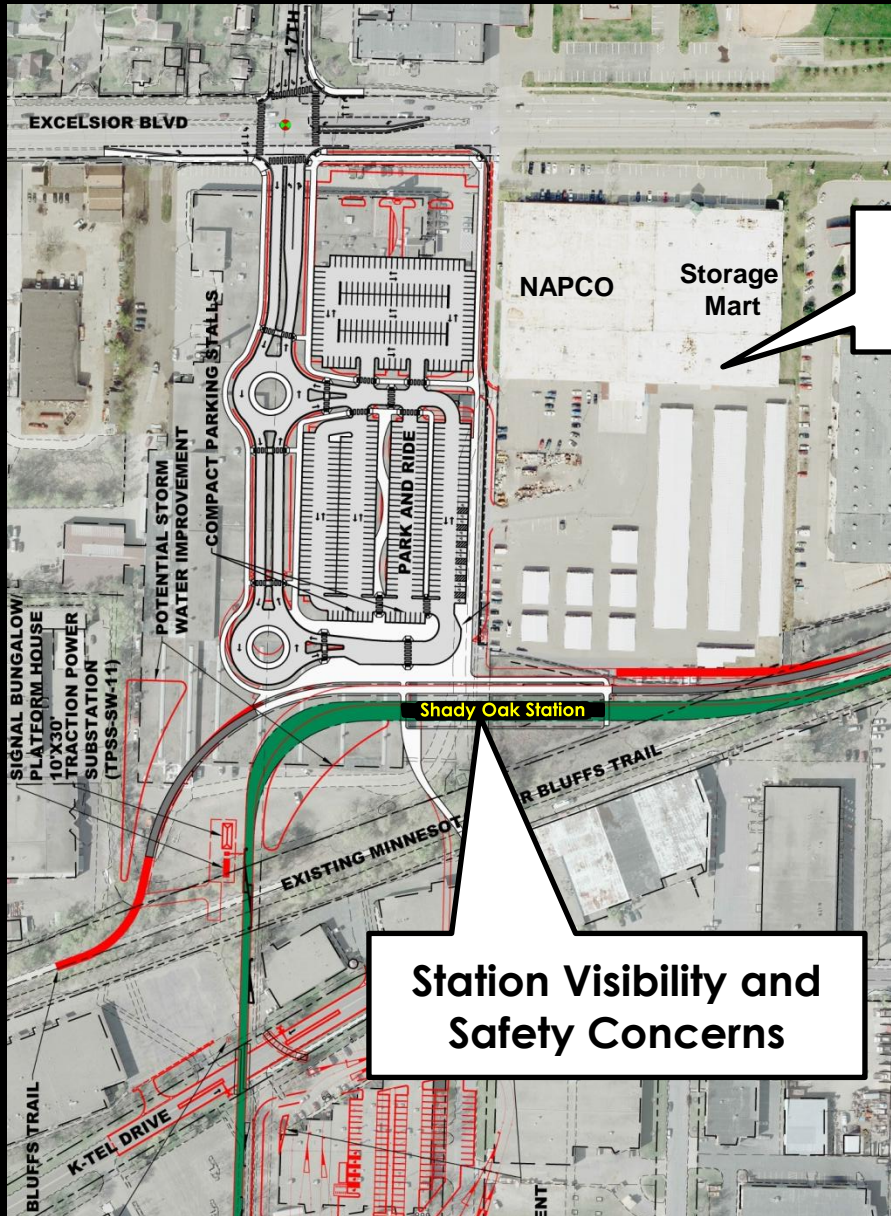 17TH
EXCELSIOR BLVD
NAPCO
Storage
Mart
COMPACT PARKING STALLS
POTENTIAL STORM
WATER IMPROVEMENT
PARK AND RIDE
SIGNAL BUNGALOW/
PLATFORM HOUSE
10'X30'
TRACTION POWER
SUBSTATION
(TPSS-SW-11)
Shady Oak Station
EXISTING MINNESOT
R BLUFFS TRAIL
Station Visibility and
Safety Concerns
BLUFFS TRAIL
K-TEL DRIVE
ENT